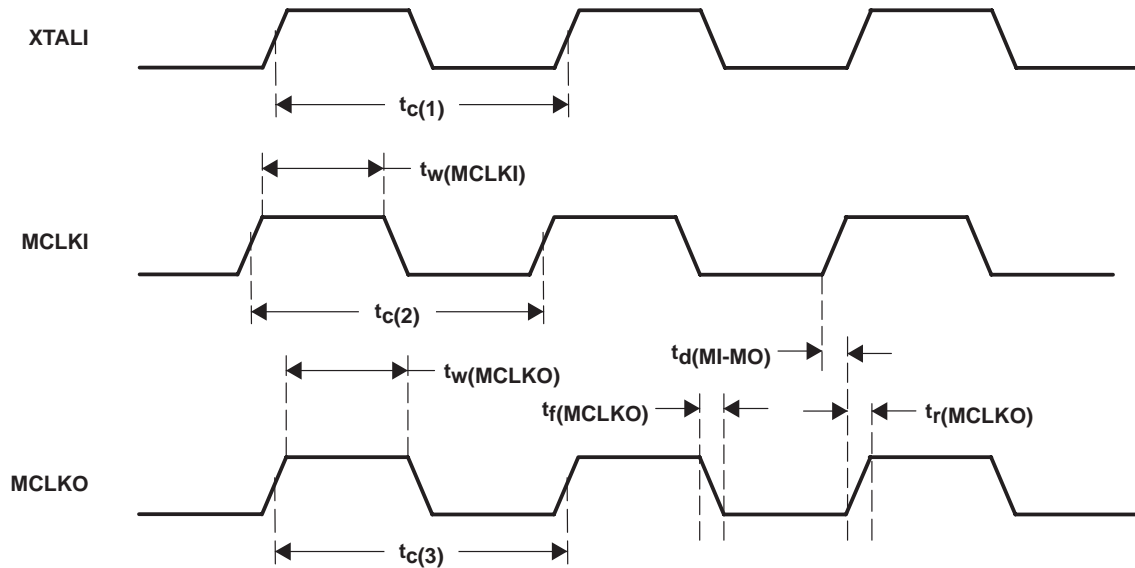 XTALI
tc(1)
tw(MCLKI)
MCLKI
tc(2)
td(MI-MO)
tw(MCLKO)
tf(MCLKO)
tr(MCLKO)
MCLKO
tc(3)